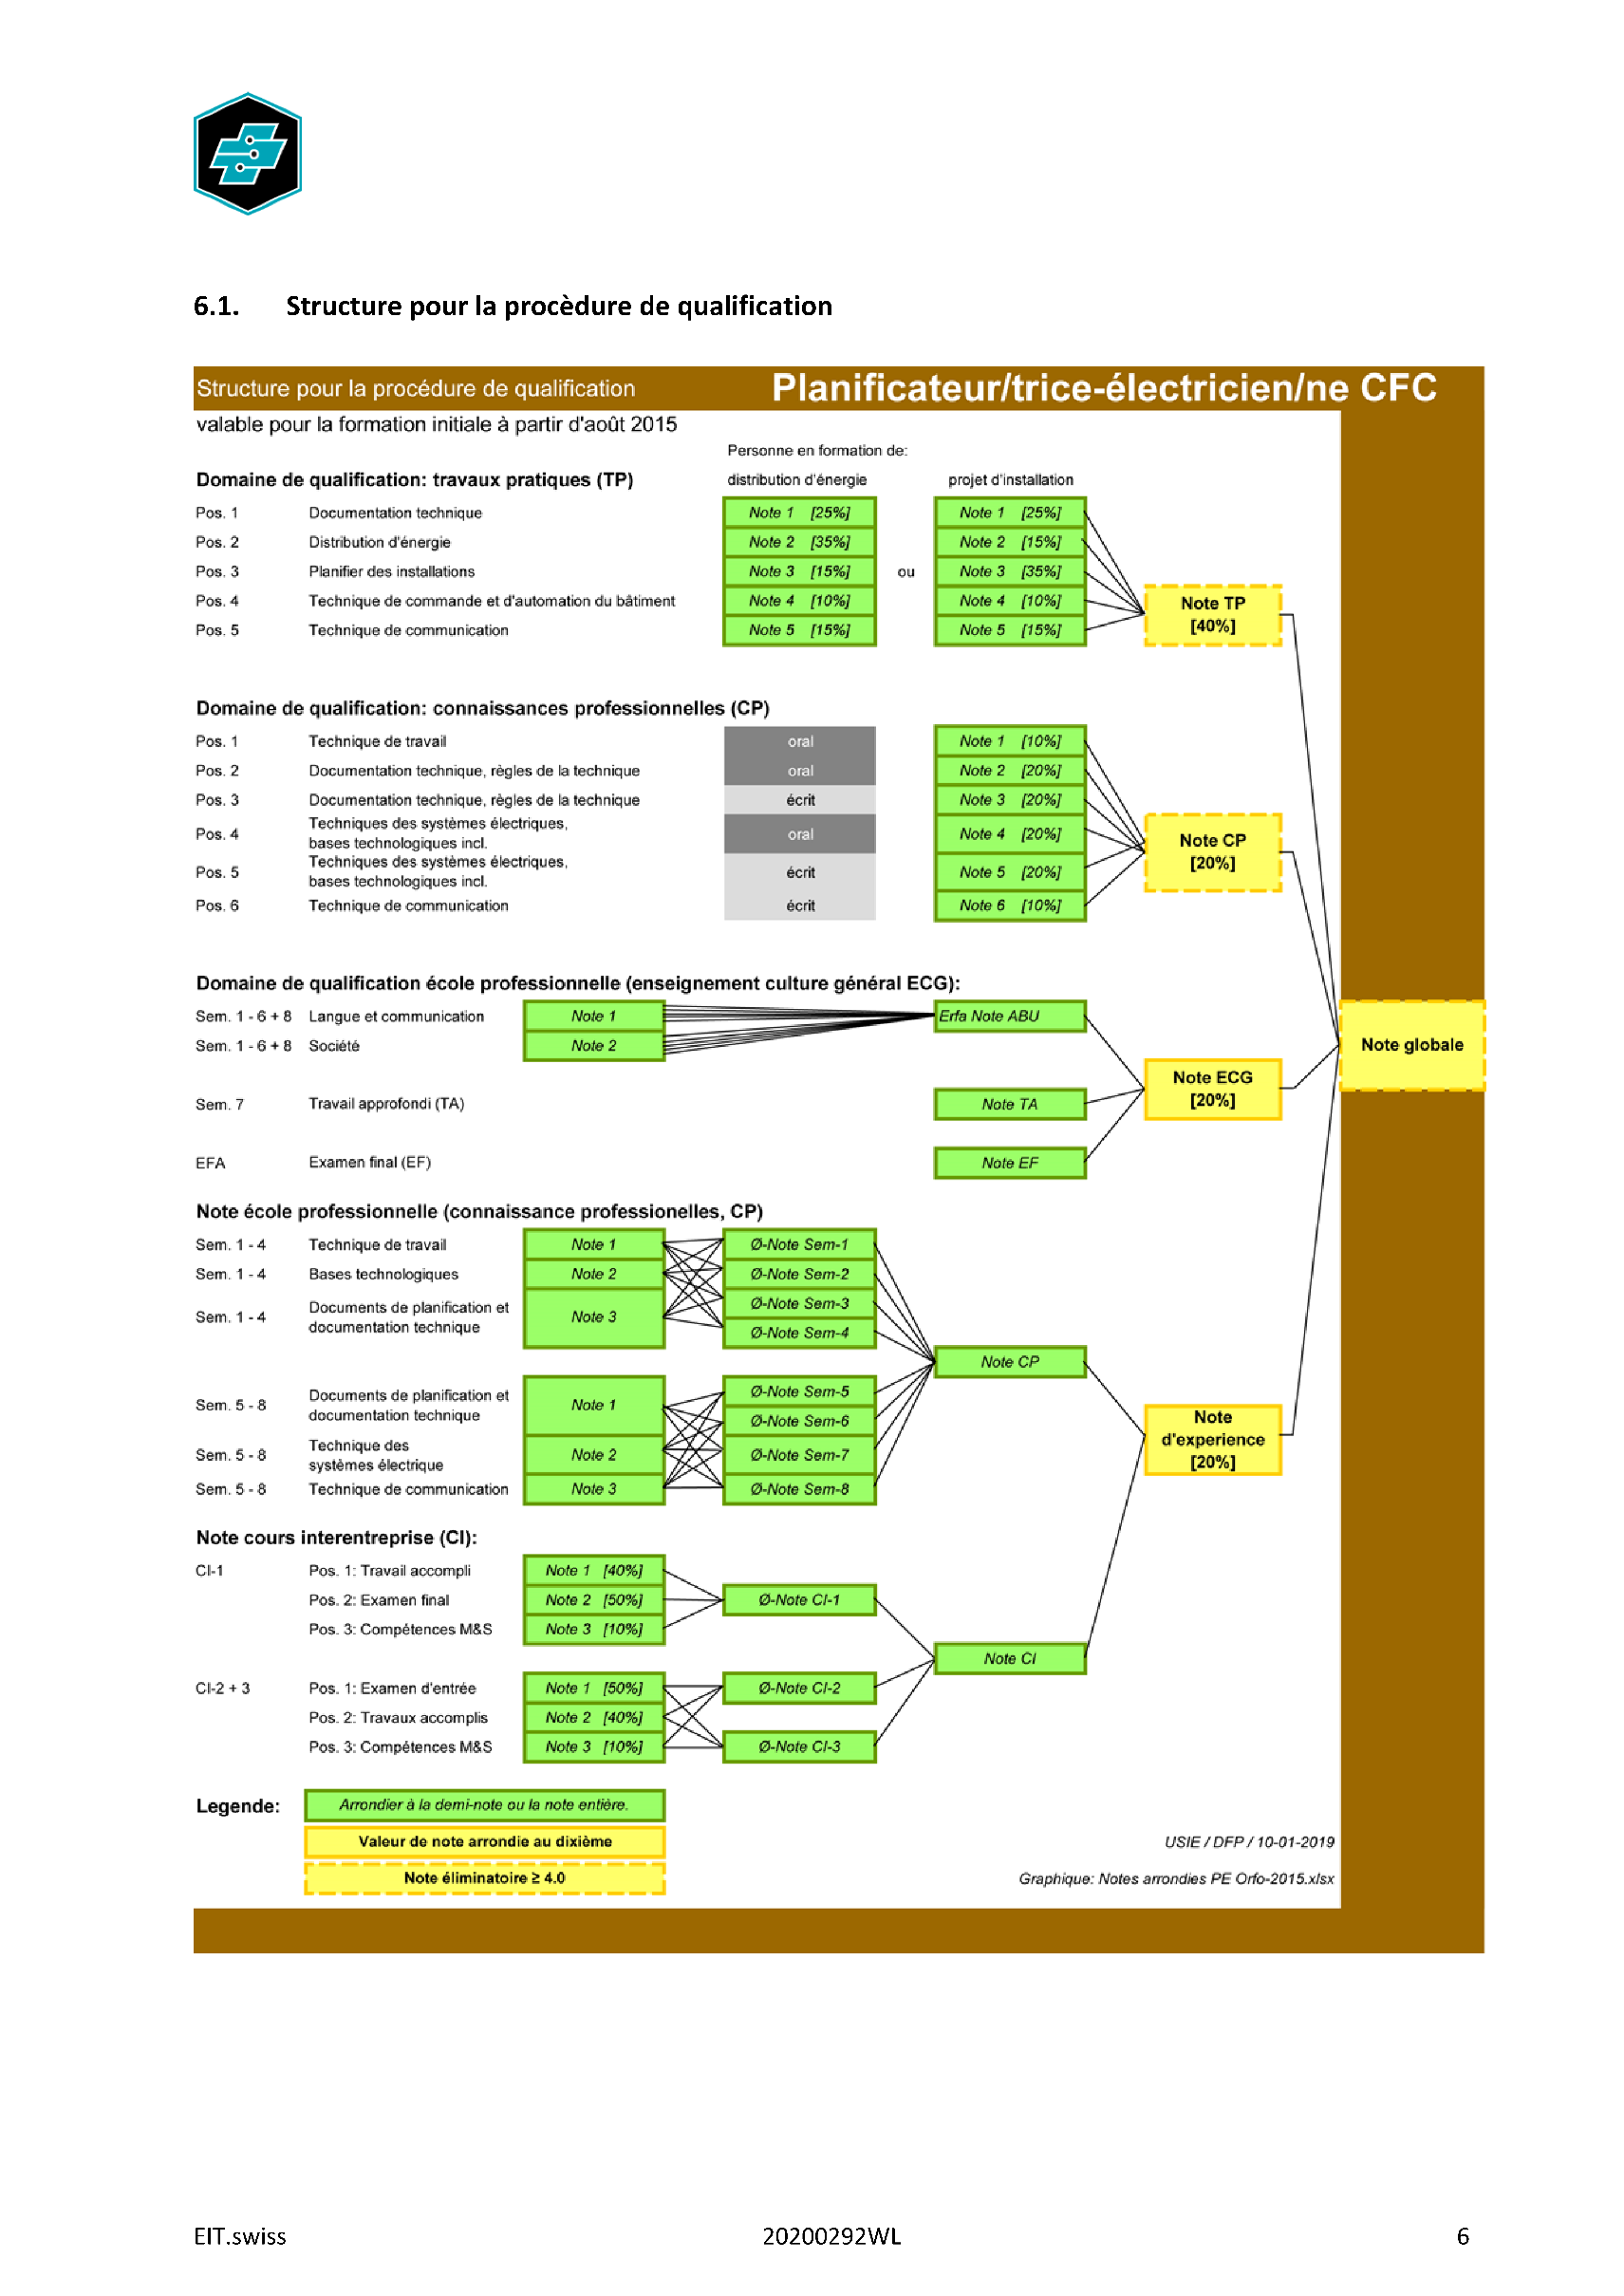 6.1. Structure pour la procèdure de qualification
Structure pour la procédure de qualification Planificateur/trice-électricien/ne CFC
valable pour la formation initiale à partir d'août 2015
Personne en formation de:
Domaine de qualification: travaux pratiques (TP) distribution d'énergie projet d'installation
Pos. 1 Documentation technique Note 1 [25%] Note 1 [25%]
Pos. 2 Distribution d'énergie Note 2 [35%] Note 2 [15%]
Pos. 3 Planifier des installations Note 3 [15%] ou Note 3 [35%]
Pos. 4 Technique de commande et d'automation du bâtiment Note 4 [10%] Note 4 [10%]
Pos. 5 Technique de communication Note 5 [15%] Note 5 [15%]
Note TP
[40%]
Domaine de qualification: connaissances professionnelles (CP)
Pos. 1 Technique de travail oral Note 1 [10%]
Pos. 2 Documentation technique, règles de la technique oral Note 2 [20%]
Pos. 3 Documentation technique, règles de la technique écrit Note 3 [20%]
Pos. 4 Techniques des systèmes électriques, oral Note 4 [20%]
bases technologiques incl.
Pos. 5 Techniques des systèmes électriques, écrit Note 5 [20%]
bases technologiques incl.
Pos. 6 Technique de communication écrit Note 6 [10%]
Note CP
[20%]
Domaine de qualification école professionnelle (enseignement culture général ECG):
Sem. 1 - 6 + 8 Langue et communication Note 1 Erfa Note ABU
Sem. 1 - 6 + 8 Société Note 2
Note globale
Sem. 7 Travail approfondi (TA) Note TA
Note ECG
[20%]
EFA Examen final (EF) Note EF
Note école professionnelle (connaissance professionelles, CP)
Sem. 1 - 4 Technique de travail Note 1 Ø-Note Sem-1
Sem. 1 - 4 Bases technologiques Note 2 Ø-Note Sem-2
Sem. 1 - 4 Documents de planification et Note 3 Ø-Note Sem-3
documentation technique Ø-Note Sem-4
Note CP
Sem. 5 - 8 Documents de planification et Note 1 Ø-Note Sem-5
documentation technique Ø-Note Sem-6
Sem. 5 - 8 Technique des Note 2 Ø-Note Sem-7
systèmes électrique
Sem. 5 - 8 Technique de communication Note 3 Ø-Note Sem-8
Note
d'experience
[20%]
Note cours interentreprise (CI):
CI-1 Pos. 1: Travail accompli Note 1 [40%]
Pos. 2: Examen final Note 2 [50%] Ø-Note CI-1
Pos. 3: Compétences M&S Note 3 [10%]
Note CI
CI-2 + 3 Pos. 1: Examen d'entrée Note 1 [50%] Ø-Note CI-2
Pos. 2: Travaux accomplis Note 2 [40%]
Pos. 3: Compétences M&S Note 3 [10%] Ø-Note CI-3
Legende: Arrondier à la demi-note ou la note entière.
Valeur de note arrondie au dixième USIE / DFP / 10-01-2019
Note éliminatoire ≥ 4.0 Graphique: Notes arrondies PE Orfo-2015.xlsx
EIT.swiss 20200292WL 6